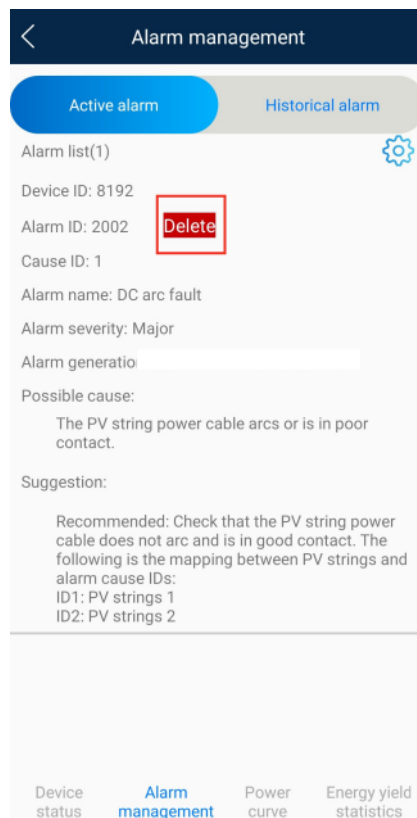 Alarm management
Active alarm
Historical alarm
Alarm list(1)
Device ID: 8192
Alarm ID: 2002 Delete
Cause ID: 1
Alarm name: DC arc fault
Alarm severity: Major
Alarm generatio
Possible cause:
The PV string power cable arcs or is in poor
contact.
Suggestion:
Recommended: Check that the PV string power
cable does not arc and is in good contact. The
following is the mapping between PV strings and
alarm cause IDs:
ID1: PV strings 1
ID2: PV strings 2
Device
status
Alarm
management
Power
curve
Energy yield
statistics